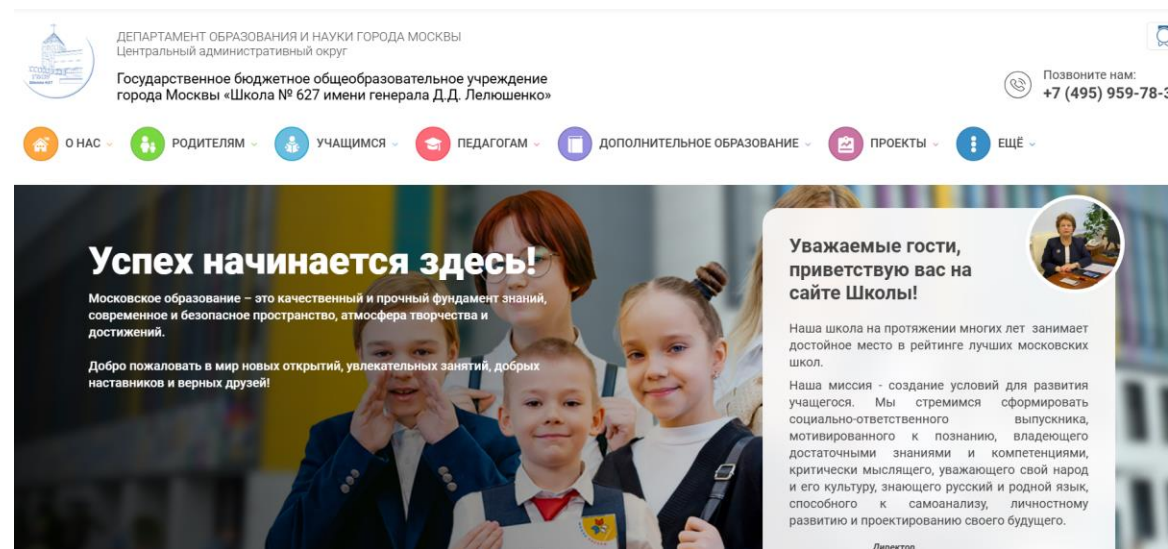 ДЕПАРТАМЕНТ ОБРАЗОВАНИЯ И НАУКИ ГОРОДА МОСКВЫ
Центральный административный округ
Государственное бюджетное общеобразовательное учреждение
города Москвы «Школа № 627 имени генерала Д.Д. Лелюшенко»
Позвоните нам:
+7 (495) 959-78-3
О НАС
РОДИТЕЛЯМ
УЧАЩИМСЯ
ПЕДАГОГАМ
ДОПОЛНИТЕЛЬНОЕ ОБРАЗОВАНИЕ
ПРОЕКТЫ
ЕЩЁ
Успех начинается здесь!
Московское образование – это качественный и прочный фундамент знаний,
современное и безопасное пространство, атмосфера творчества и
достижений.
Добро пожаловать в мир новых открытий, увлекательных занятий, добрых
наставников и верных друзей!
Уважаемые гости,
приветствую вас на
сайте Школы!
Наша школа на протяжении многих лет занимает
достойное место в рейтинге лучших московских
школ.
Наша миссия - создание условий для развития
учащегося. Мы стремимся сформировать
социально-ответственного выпускника,
мотивированного к познанию, владеющего
достаточными знаниями и компетенциями,
критически мыслящего, уважающего свой народ
и его культуру, знающего русский и родной язык,
способного к самоанализу, личностному
развитию и проектированию своего будущего.
Директор